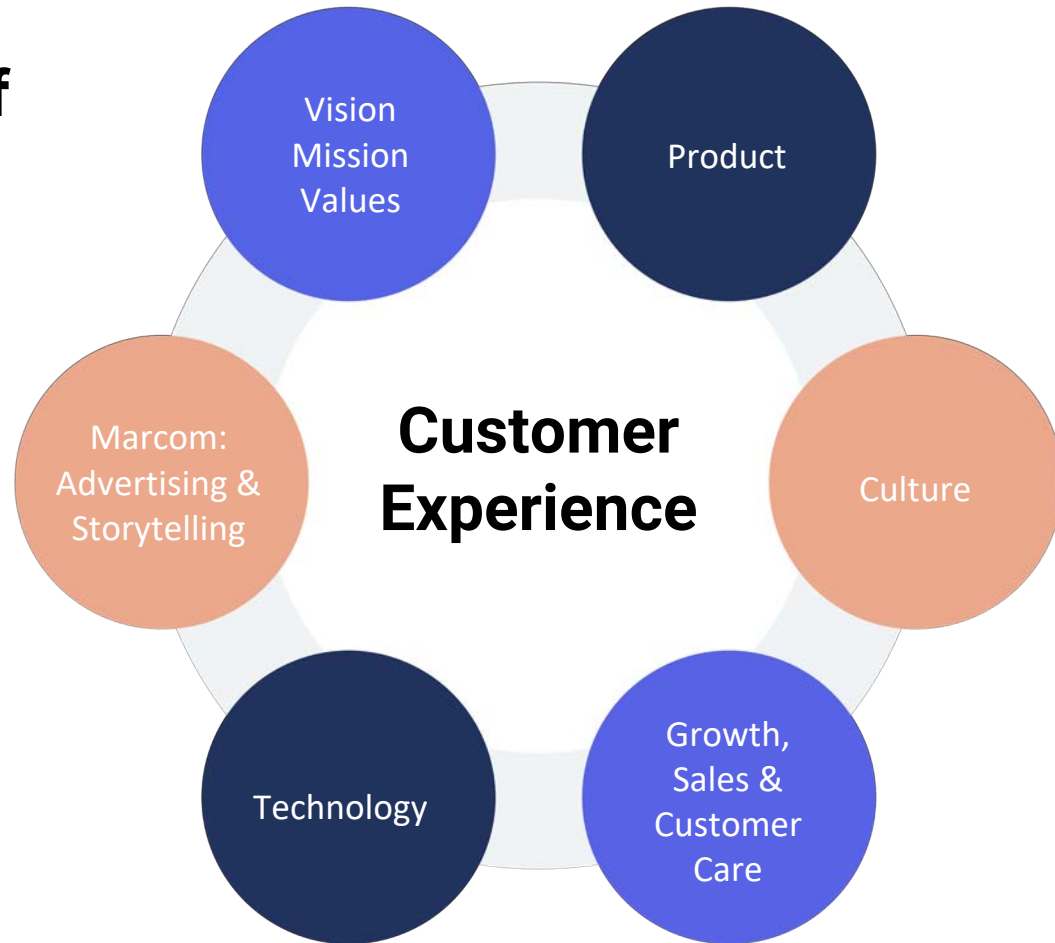 f
Vision
Mission
Values
Product
Marcom:
Advertising &
Storytelling
Customer
Experience
Culture
Technology
Growth,
Sales &
Customer
Care